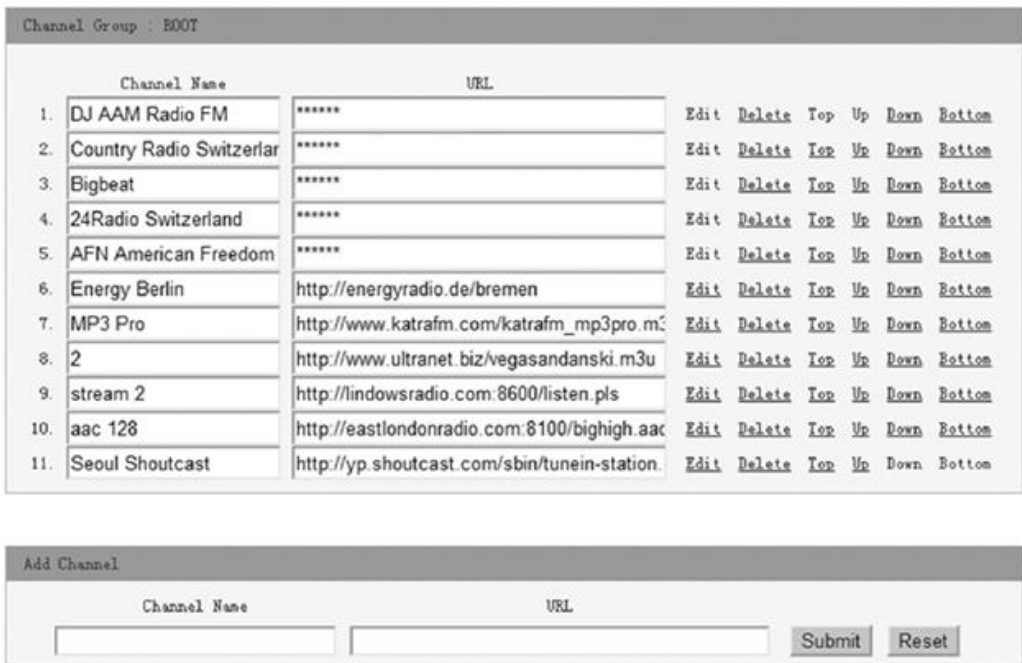 Channel Group : ROOT
Channel Name URL
1. DJ AAM Radio FM ****** Edit Delete Top Up Down Bottom
2. Country Radio Switzerlar ****** Edit Delete Top Up Down Bottom
3. Bigbeat ****** Edit Delete Top Up Down Bottom
4. 24Radio Switzerland ****** Edit Delete Top Up Down Bottom
5. AFN American Freedom ****** Edit Delete Top Up Down Bottom
6. Energy Berlin http://energyradio.de/bremen Edit Delete Top Up Down Bottom
7. MP3 Pro http://www.katrafm.com/katrafm_mp3pro.m3 Edit Delete Top Up Down Bottom
8. 2 http://www.ultranet.biz/vegasandanski.m3u Edit Delete Top Up Down Bottom
9. stream 2 http://lindowsradio.com:8600/listen.pls Edit Delete Top Up Down Bottom
10. aac 128 http://eastlondonradio.com:8100/bighigh.aac Edit Delete Top Up Down Bottom
11. Seoul Shoutcast http://yp.shoutcast.com/sbin/tunein-station. Edit Delete Top Up Down Bottom
Add Channel
Channel Name URL
Submit Reset